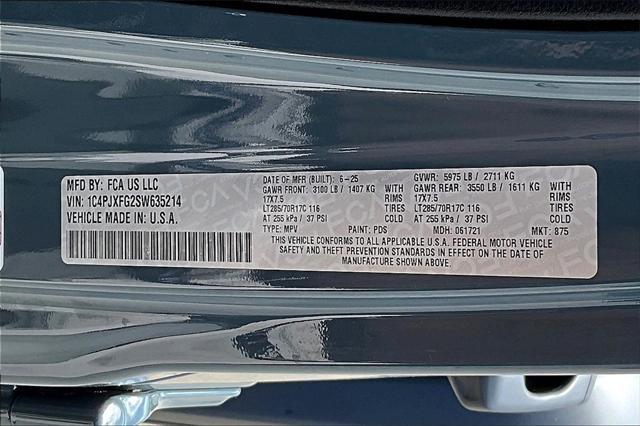 MFD BY: FCA US LLC
VIN: 1C4PJXFG2SW635214
VEHICLE MADE IN U.S.A.
DATE OF MFR (BUILT): 6-25 GVWR: 5975 LB / 2711 KG
GAWR FRONT: 3100 LB / 1407 KG GAWR REAR: 3550 LB / 1611 KG
17X7.5 RIMS 17X7.5 RIMS
LT285/70R17C 116 TIRES LT285/70R17C 116 TIRES
AT 255 kPa / 37 PSI COLD AT 255 kPa / 37 PSI COLD
TYPE: MPV PAINT: PDS MDH: 061721 MKT: 875
THIS VEHICLE CONFORMS TO ALL APPLICABLE U.S.A. FEDERAL MOTOR VEHICLE
SAFETY AND THEFT PREVENTION STANDARDS IN EFFECT ON THE DATE OF
MANUFACTURE SHOWN ABOVE.